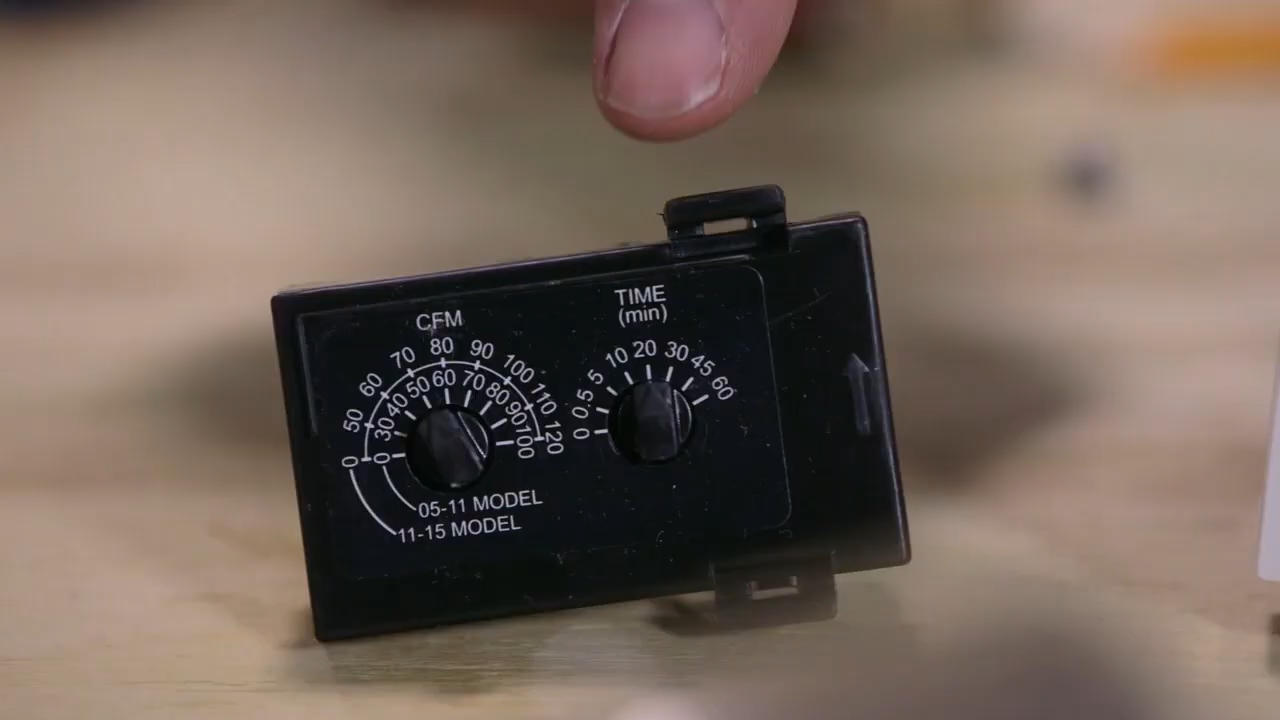 CFM
0 50 60 70 80 90 100 110 120
0 30 40 50 60 70 80 90 100
05-11 MODEL
11-15 MODEL
TIME
(min)
0 0.5 5 10 20 30 45 60